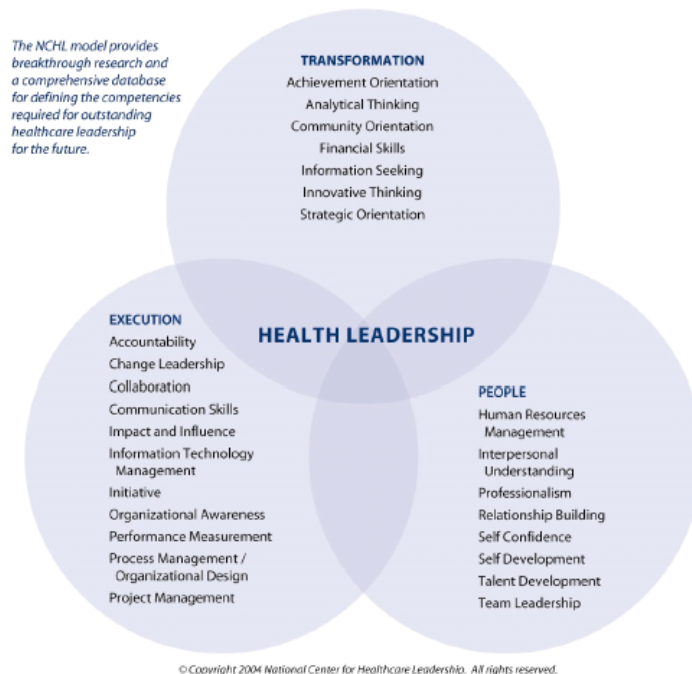 The NCHL model provides
breakthrough research and
a comprehensive database
for defining the competencies
required for outstanding
healthcare leadership
for the future.
TRANSFORMATION
Achievement Orientation
Analytical Thinking
Community Orientation
Financial Skills
Information Seeking
Innovative Thinking
Strategic Orientation
HEALTH LEADERSHIP
EXECUTION
Accountability
Change Leadership
Collaboration
Communication Skills
Impact and Influence
Information Technology
Management
Initiative
Organizational Awareness
Performance Measurement
Process Management /
Organizational Design
Project Management
PEOPLE
Human Resources
Management
Interpersonal
Understanding
Professionalism
Relationship Building
Self Confidence
Self Development
Talent Development
Team Leadership
© Copyright 2004 National Center for Healthcare Leadership. All rights reserved.